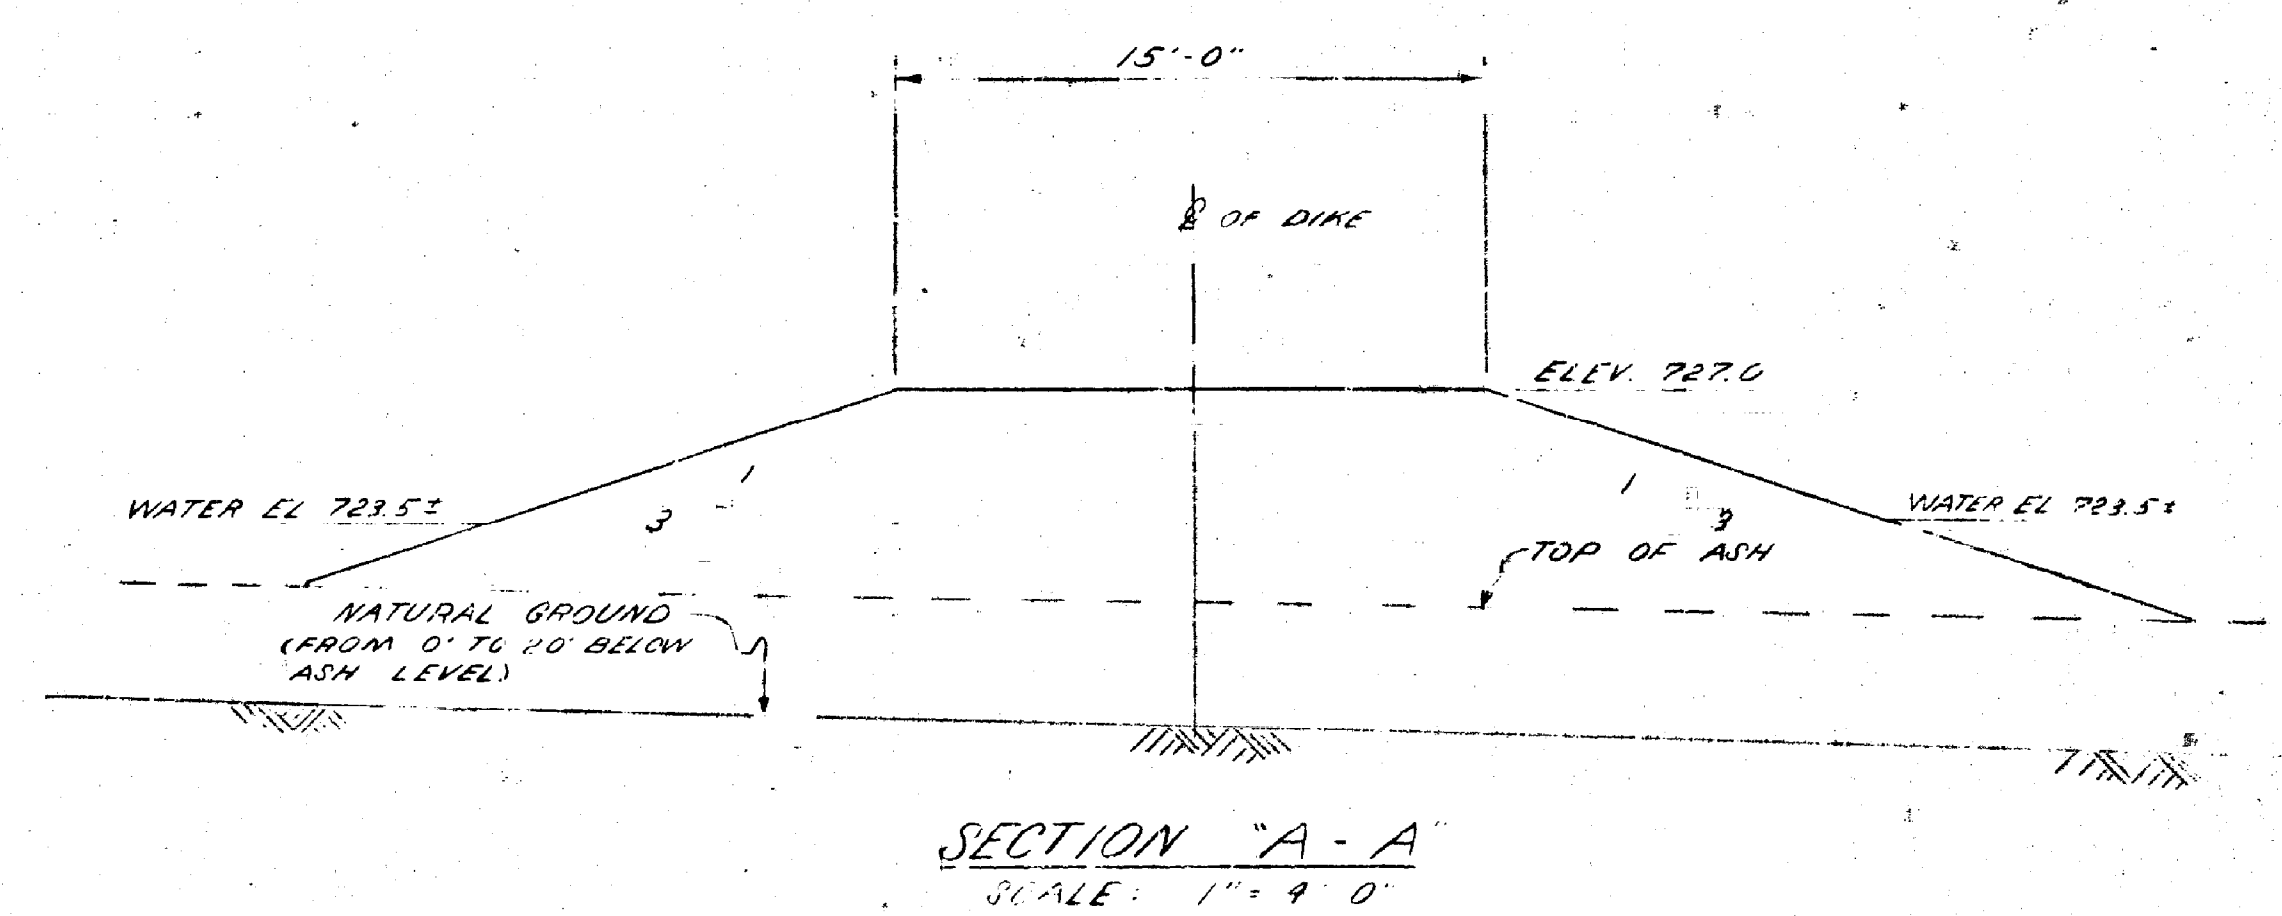 15'-0"
℄ OF DIKE
ELEV. 727.0
1
3
WATER EL 723.5±
1
3
WATER EL 723.5±
TOP OF ASH
NATURAL GROUND
(FROM 0' TO 20' BELOW
ASH LEVEL)
SECTION "A - A"
SCALE: 1" = 4' 0"